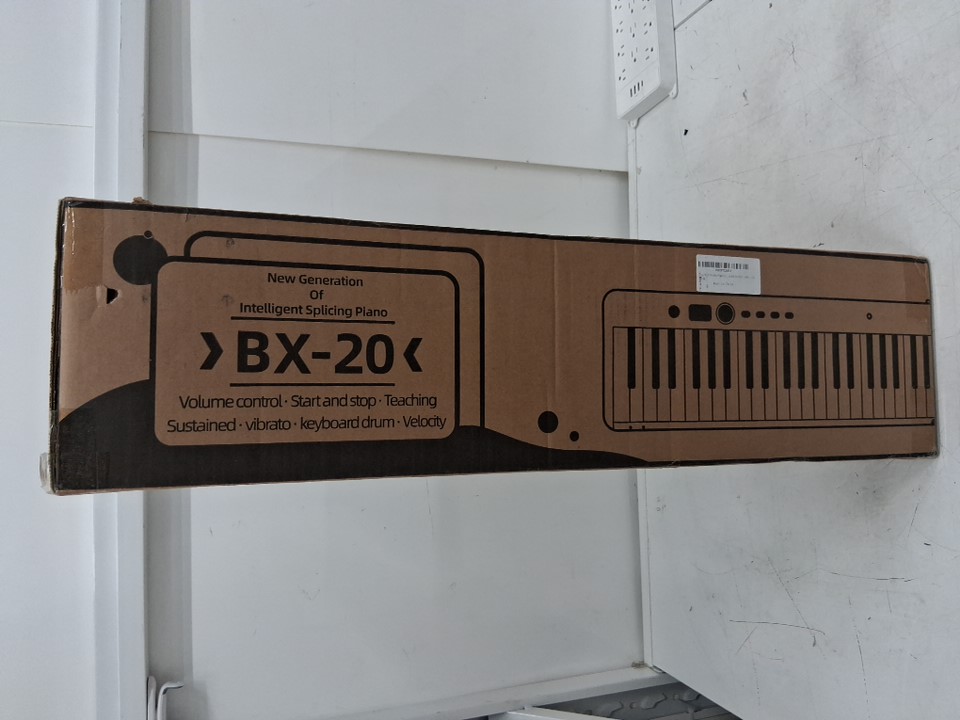 New Generation
Of
Intelligent Splicing Piano
BX-20
Volume control · Start and stop · Teaching
Sustained · vibrato · keyboard drum · Velocity